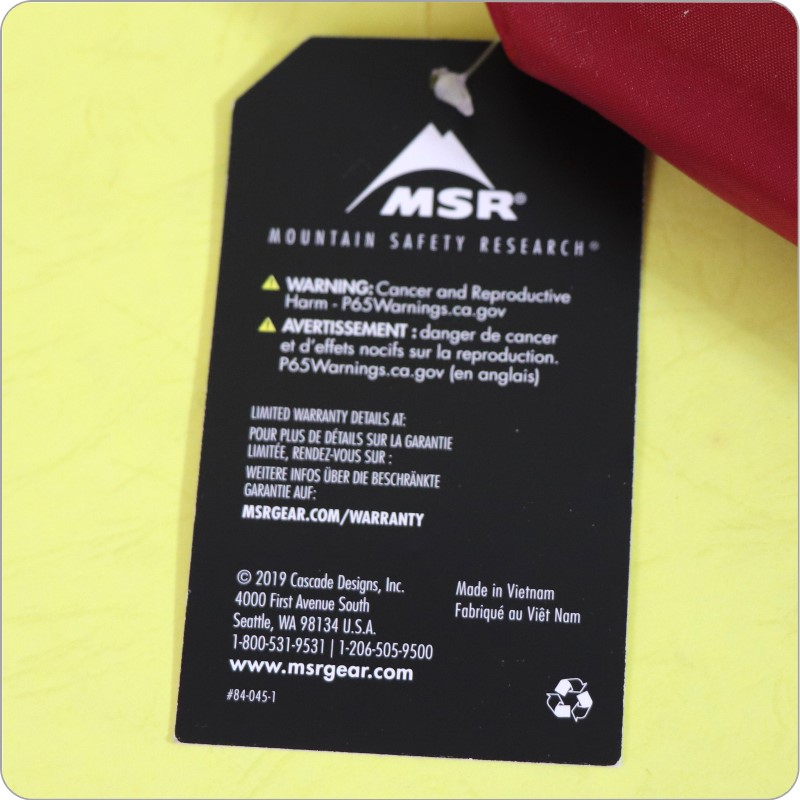 MSR®
MOUNTAIN SAFETY RESEARCH®
WARNING: Cancer and Reproductive
Harm - P65Warnings.ca.gov
AVERTISSEMENT : danger de cancer
et d'effets nocifs sur la reproduction.
P65Warnings.ca.gov (en anglais)
LIMITED WARRANTY DETAILS AT:
POUR PLUS DE DÉTAILS SUR LA GARANTIE
LIMITÉE, RENDEZ-VOUS SUR :
WEITERE INFOS ÜBER DIE BESCHRÄNKTE
GARANTIE AUF:
MSRGEAR.COM/WARRANTY
© 2019 Cascade Designs, Inc.
4000 First Avenue South
Seattle, WA 98134 U.S.A.
1-800-531-9531 | 1-206-505-9500
www.msrgear.com
#84-045-1
Made in Vietnam
Fabriqué au Viêt Nam